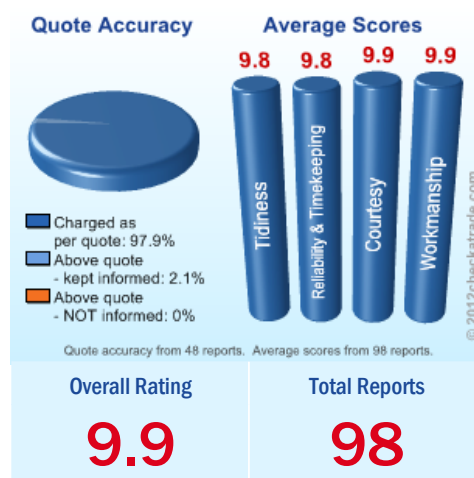 Quote Accuracy
Average Scores
9.8
9.8
9.9
9.9
Tidiness
Reliability & Timekeeping
Courtesy
Workmanship
Charged as
per quote: 97.9%
Above quote
- kept informed: 2.1%
Above quote
- NOT informed: 0%
© 2012checkatrade.com
Quote accuracy from 48 reports. Average scores from 98 reports.
Overall Rating
9.9
Total Reports
98